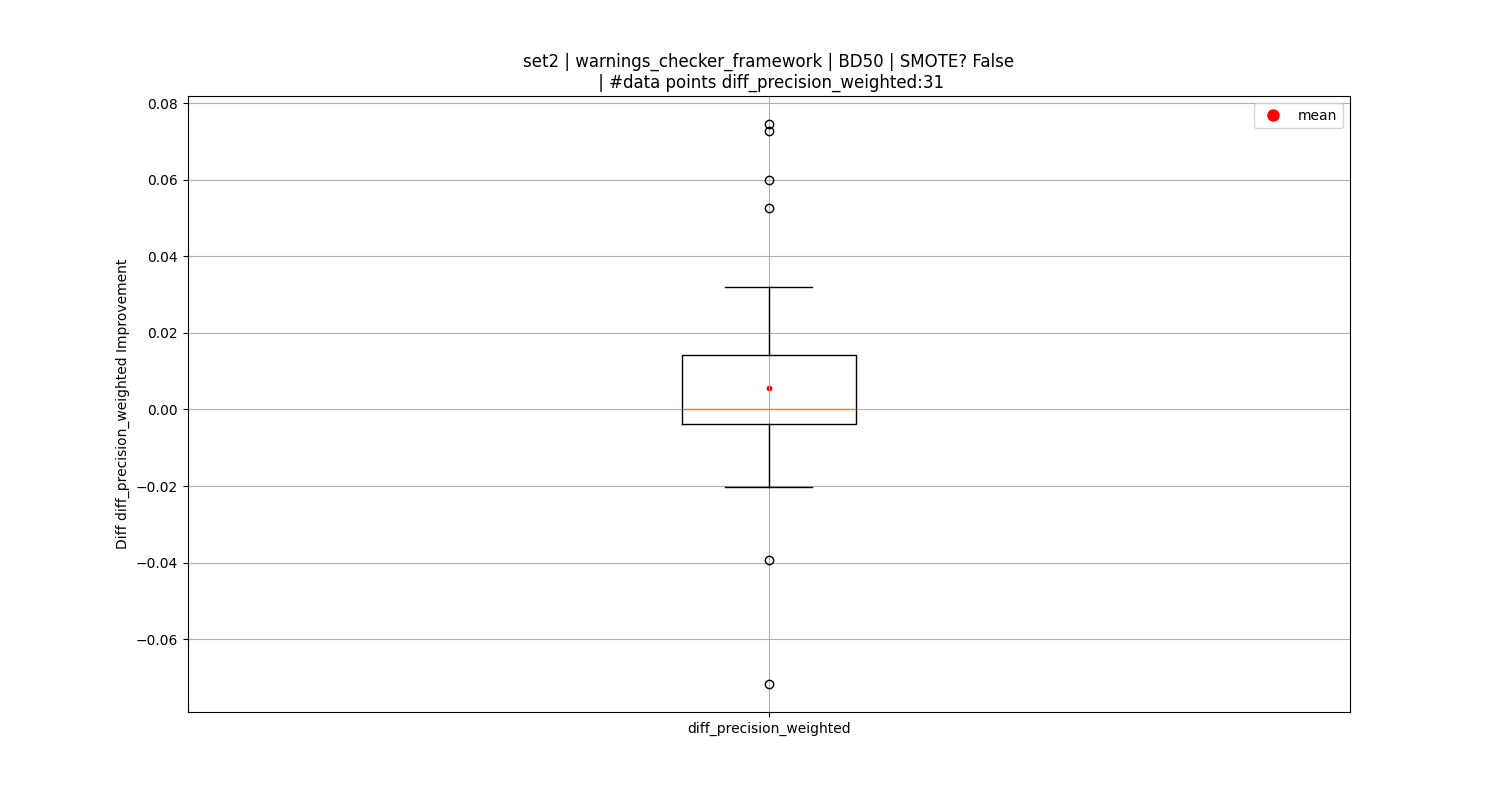 set2 | warnings_checker_framework | BD50 | SMOTE? False
| #data points diff_precision_weighted:31
mean
Diff diff_precision_weighted Improvement
0.08
0.06
0.04
0.02
0.00
−0.02
−0.04
−0.06
diff_precision_weighted